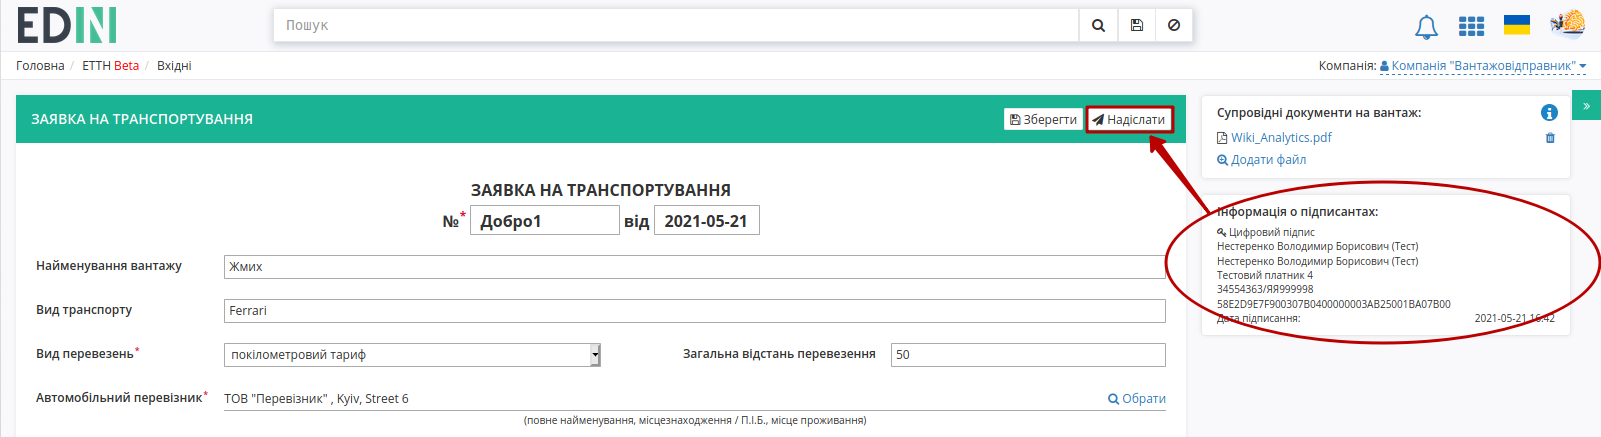 EDIN
Пошук
Головна / ЕТТН Beta / Вхідні
Компанія: Компанія "Вантажовідправник"
ЗАЯВКА НА ТРАНСПОРТУВАННЯ
Зберегти Надіслати
ЗАЯВКА НА ТРАНСПОРТУВАННЯ
№* Добро1 від 2021-05-21
Найменування вантажу Жмих
Вид транспорту Ferrari
Вид перевезень* покілометровий тариф Загальна відстань перевезення 50
Автомобільний перевізник* ТОВ "Перевізник" , Kyiv, Street 6 Обрати
(повне найменування, місцезнаходження / П.І.Б., місце проживання)
Супровідні документи на вантаж:
Wiki_Analytics.pdf
Додати файл
Інформація о підписантах:
Цифровий підпис
Нестеренко Володимир Борисович (Тест)
Нестеренко Володимир Борисович (Тест)
Тестовий платник 4
34554363/ЯЯ999998
58E2D9E7F900307B0400000003AB25001BA07B00
Дата підписання: 2021-05-21 16:42